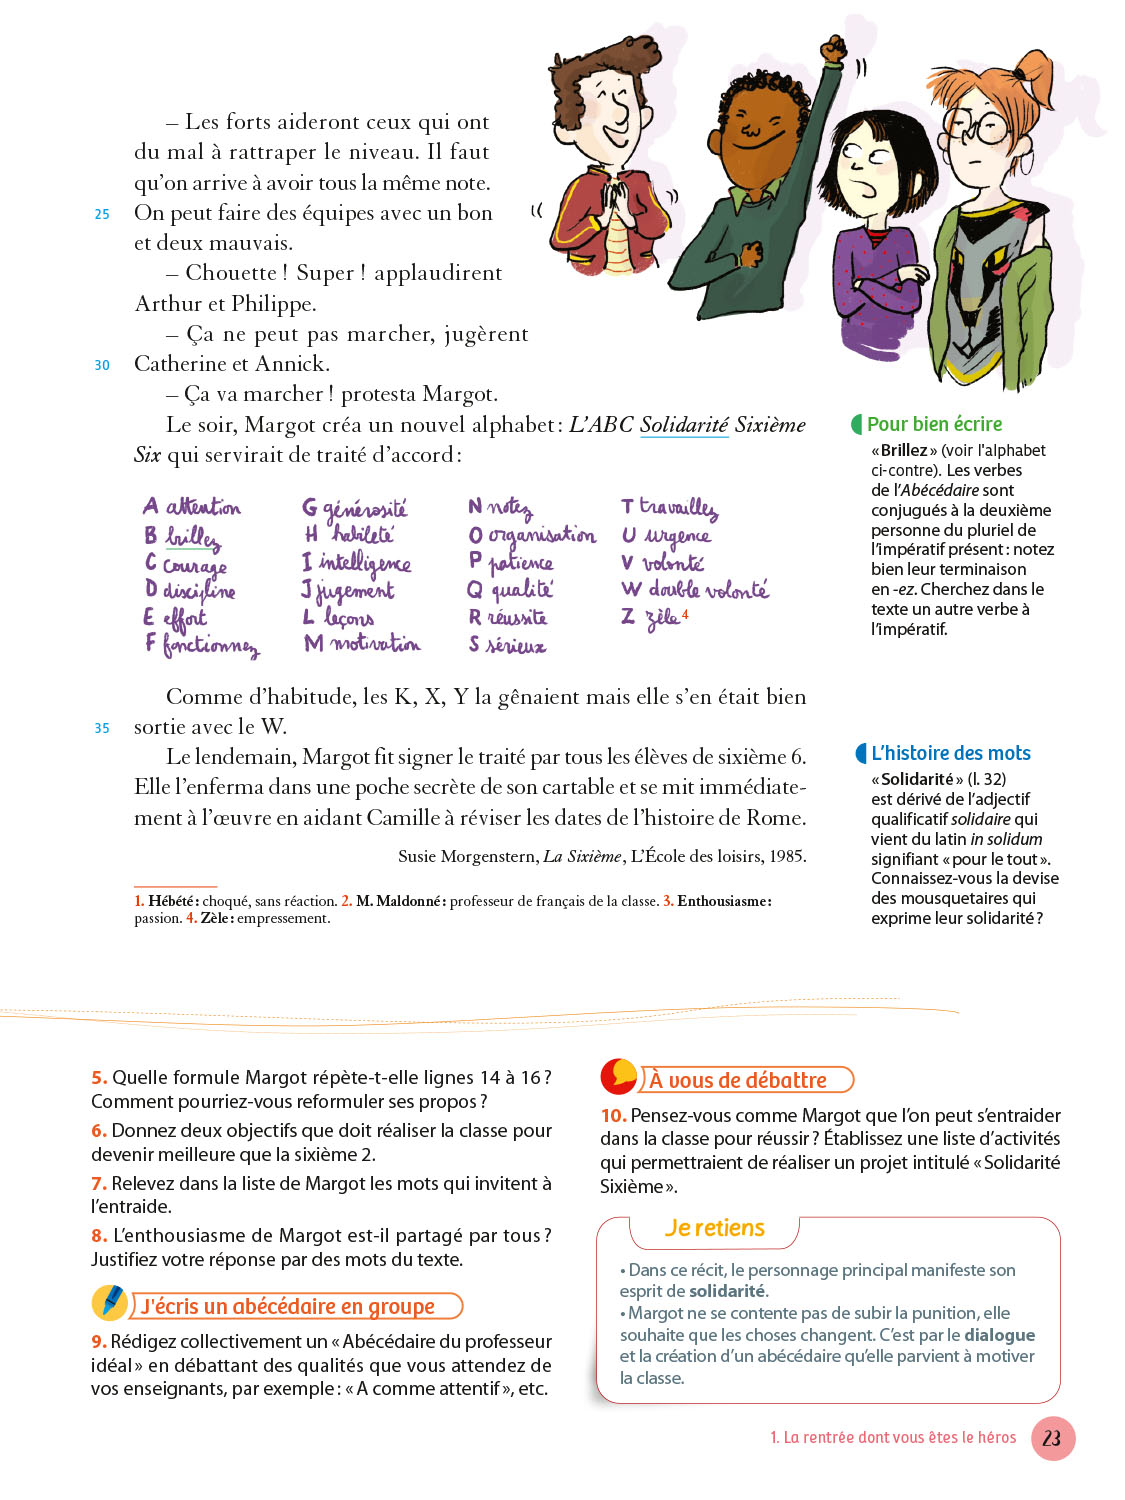 – Les forts aideront ceux qui ont
du mal à rattraper le niveau. Il faut
qu'on arrive à avoir tous la même note.
25 On peut faire des équipes avec un bon
et deux mauvais.
– Chouette ! Super ! applaudirent
Arthur et Philippe.
– Ça ne peut pas marcher, jugèrent
30 Catherine et Annick.
– Ça va marcher ! protesta Margot.
Le soir, Margot créa un nouvel alphabet : L'ABC Solidarité Sixième
Six qui servirait de traité d'accord :
A attention
B brillez
C courage
D discipline
E effort
F fonctionnez
G générosité
H habileté
I intelligence
J jugement
L leçons
M motivation
N notez
O organisation
P patience
Q qualité
R réussite
S sérieux
T travaillez
U urgence
V volonté
W double volonté
Z zèle 4
Comme d'habitude, les K, X, Y la gênaient mais elle s'en était bien
35 sortie avec le W.
Le lendemain, Margot fit signer le traité par tous les élèves de sixième 6.
Elle l'enferma dans une poche secrète de son cartable et se mit immédiate-
ment à l'œuvre en aidant Camille à réviser les dates de l'histoire de Rome.
Susie Morgenstern, La Sixième, L'École des loisirs, 1985.
1. Hébété : choqué, sans réaction. 2. M. Maldonné : professeur de français de la classe. 3. Enthousiasme :
passion. 4. Zèle : empressement.
Pour bien écrire
« Brillez » (voir l'alphabet
ci-contre). Les verbes
de l'Abécédaire sont
conjugués à la deuxième
personne du pluriel de
l'impératif présent : notez
bien leur terminaison
en -ez. Cherchez dans le
texte un autre verbe à
l'impératif.
L'histoire des mots
« Solidarité » (l. 32)
est dérivé de l'adjectif
qualificatif solidaire qui
vient du latin in solidum
signifiant « pour le tout ».
Connaissez-vous la devise
des mousquetaires qui
exprime leur solidarité ?
5. Quelle formule Margot répète-t-elle lignes 14 à 16 ?
Comment pourriez-vous reformuler ses propos ?
6. Donnez deux objectifs que doit réaliser la classe pour
devenir meilleure que la sixième 2.
7. Relevez dans la liste de Margot les mots qui invitent à
l'entraide.
8. L'enthousiasme de Margot est-il partagé par tous ?
Justifiez votre réponse par des mots du texte.
J'écris un abécédaire en groupe
9. Rédigez collectivement un « Abécédaire du professeur
idéal » en débattant des qualités que vous attendez de
vos enseignants, par exemple : « A comme attentif », etc.
À vous de débattre
10. Pensez-vous comme Margot que l'on peut s'entraider
dans la classe pour réussir ? Établissez une liste d'activités
qui permettraient de réaliser un projet intitulé « Solidarité
Sixième ».
Je retiens
• Dans ce récit, le personnage principal manifeste son
esprit de solidarité.
• Margot ne se contente pas de subir la punition, elle
souhaite que les choses changent. C'est par le dialogue
et la création d'un abécédaire qu'elle parvient à motiver
la classe.
1. La rentrée dont vous êtes le héros 23